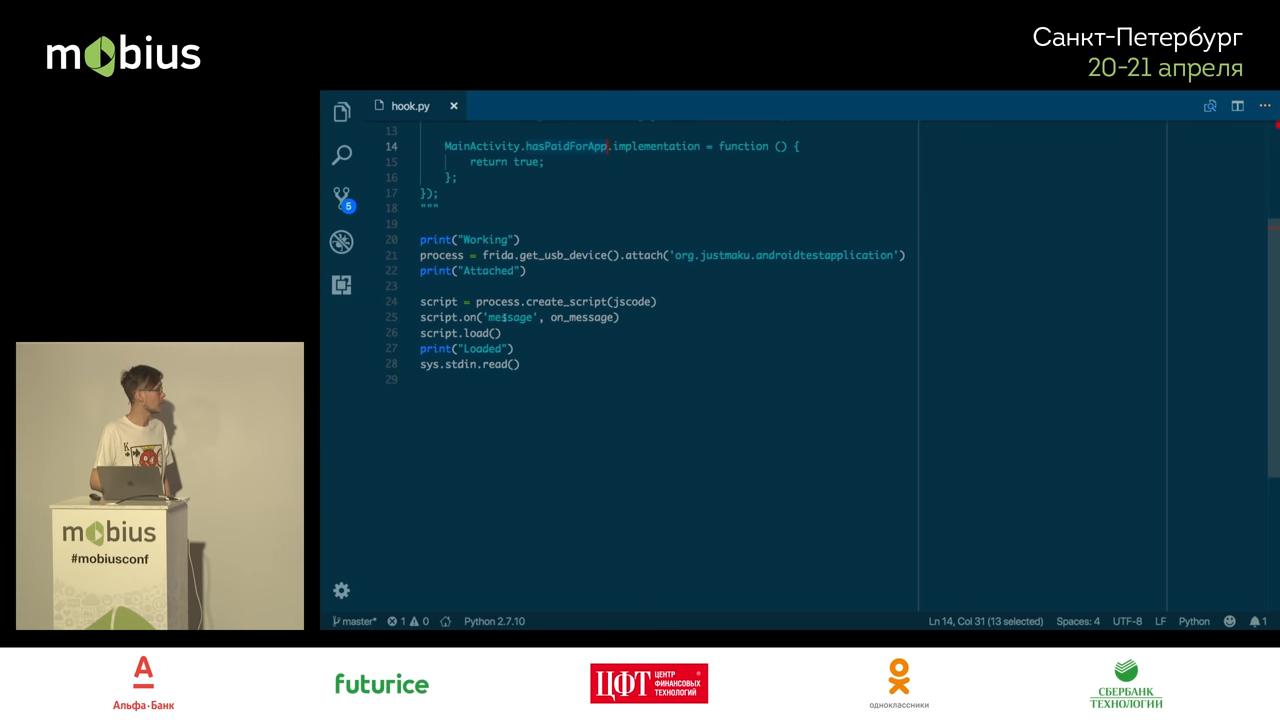 mobius
Санкт-Петербург
20-21 апреля
hook.py
13
14 MainActivity.hasPaidForApp.implementation = function () {
15 return true;
16 };
17 });
18 """
19
20 print("Working")
21 process = frida.get_usb_device().attach('org.justmaku.androidtestapplication')
22 print("Attached")
23
24 script = process.create_script(jscode)
25 script.on('message', on_message)
26 script.load()
27 print("Loaded")
28 sys.stdin.read()
29
5
master* 1 0 Python 2.7.10 Ln 14, Col 31 (13 selected) Spaces: 4 UTF-8 LF Python 1
K
mobius
#mobiusconf
А
Альфа·Банк
futurice
ЦФТ ЦЕНТР ФИНАНСОВЫХ ТЕХНОЛОГИЙ ®
одноклассники
СБЕРБАНК
ТЕХНОЛОГИИ